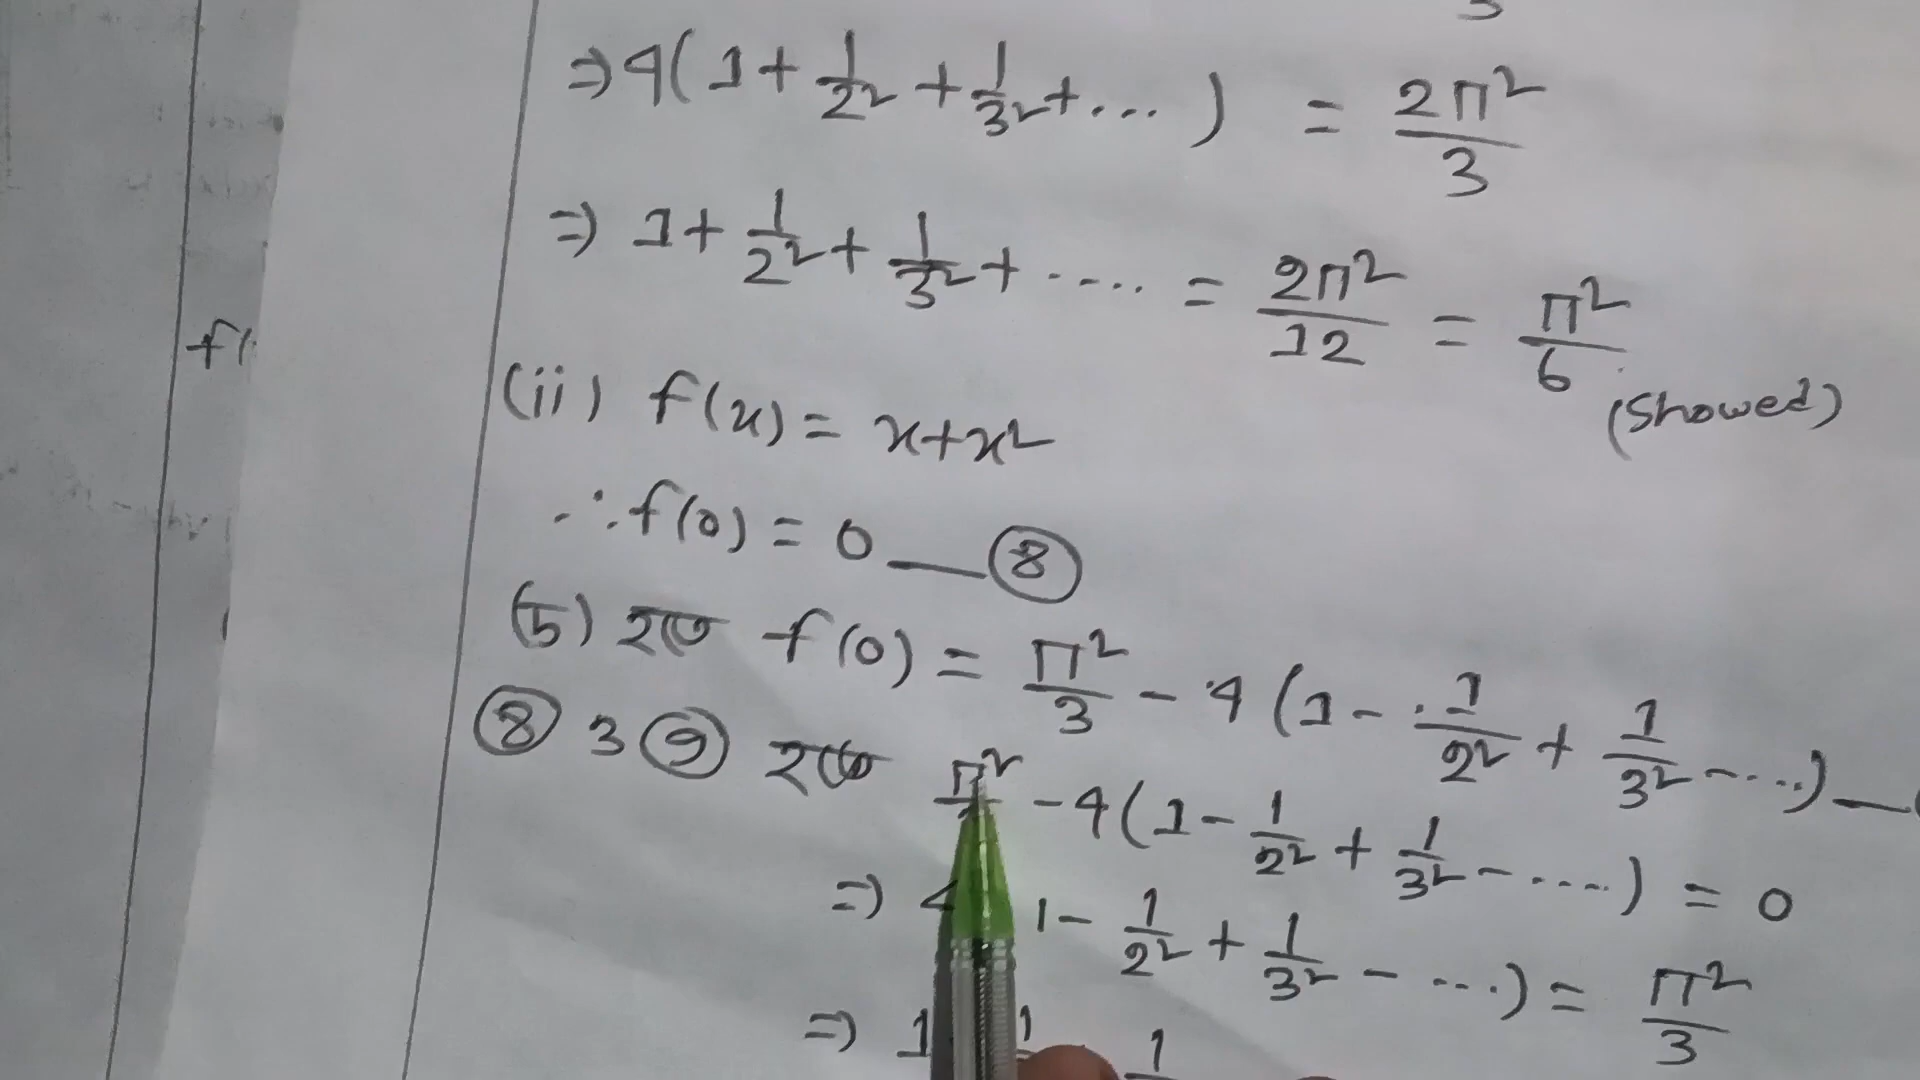 ⇒ 4(1 + 1/2² + 1/3² + ...) = 2π²/3
⇒ 1 + 1/2² + 1/3² + ..... = 2π²/12 = π²/6
(showed)
(ii) f(x) = x+x²
∴ f(0) = 0 — ⑧
(5) হতে f(0) = π²/3 - 4(1 - 1/2² + 1/3² - ....) —
⑧ ও ⑨ হতে π² - 4(1 - 1/2² + 1/3² - .....) = 0
⇒ 1 - 1/2² + 1/3² - ....) = π²/3
⇒ 1